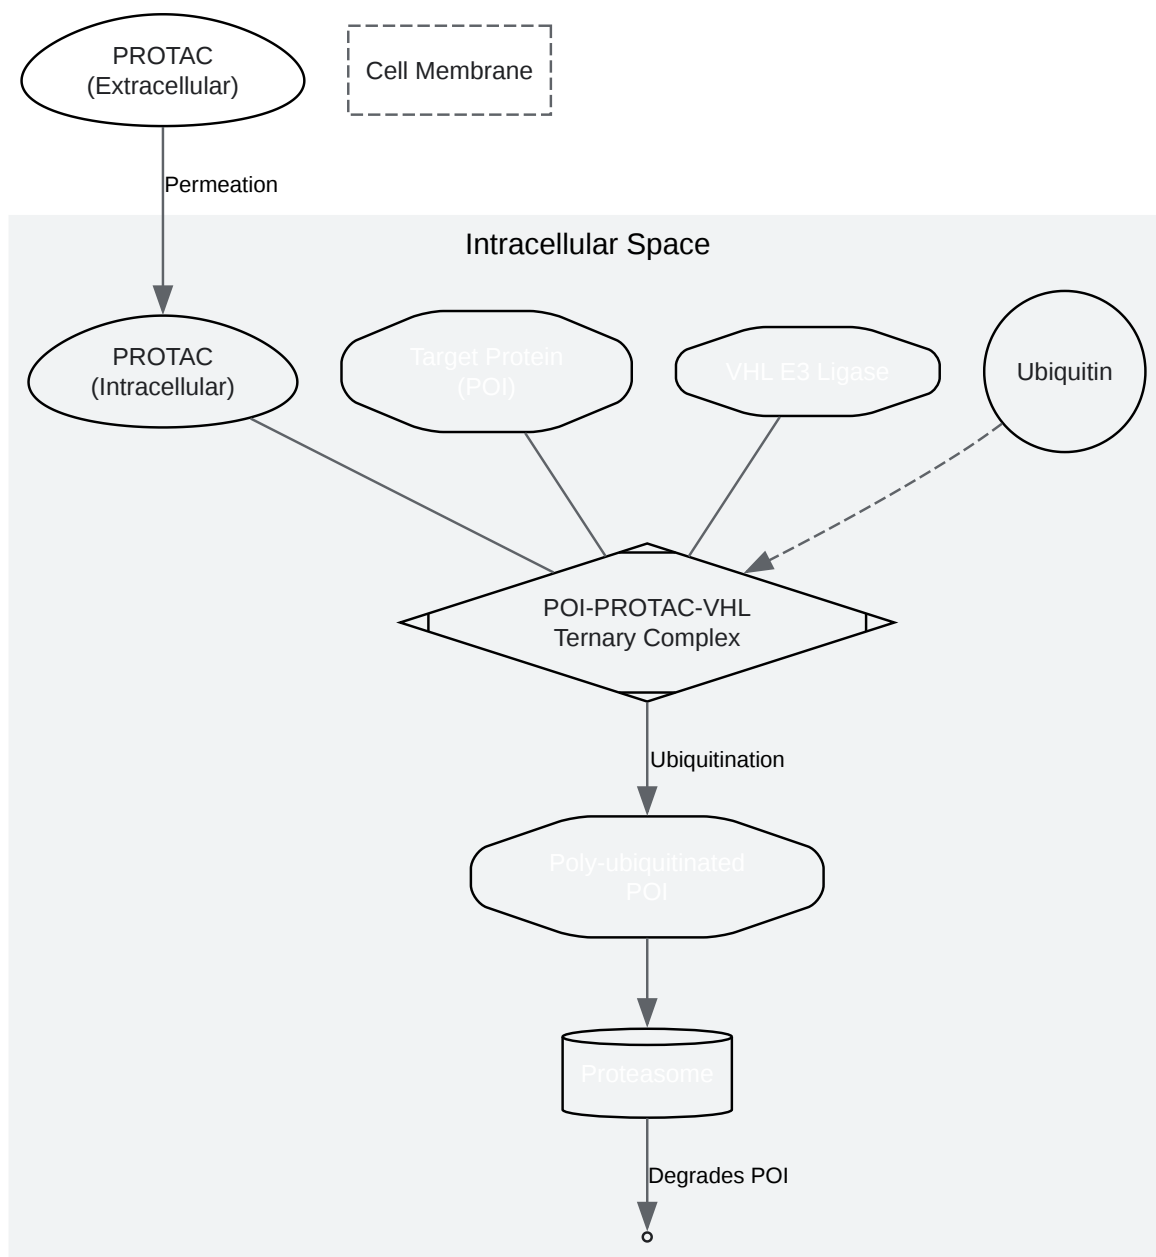 PROTAC
(Extracellular)
Cell Membrane
Permeation
Intracellular Space
PROTAC
(Intracellular)
Target Protein
(POI)
VHL E3 Ligase
Ubiquitin
POI-PROTAC-VHL
Ternary Complex
Ubiquitination
Poly-ubiquitinated
POI
Proteasome
Degrades POI